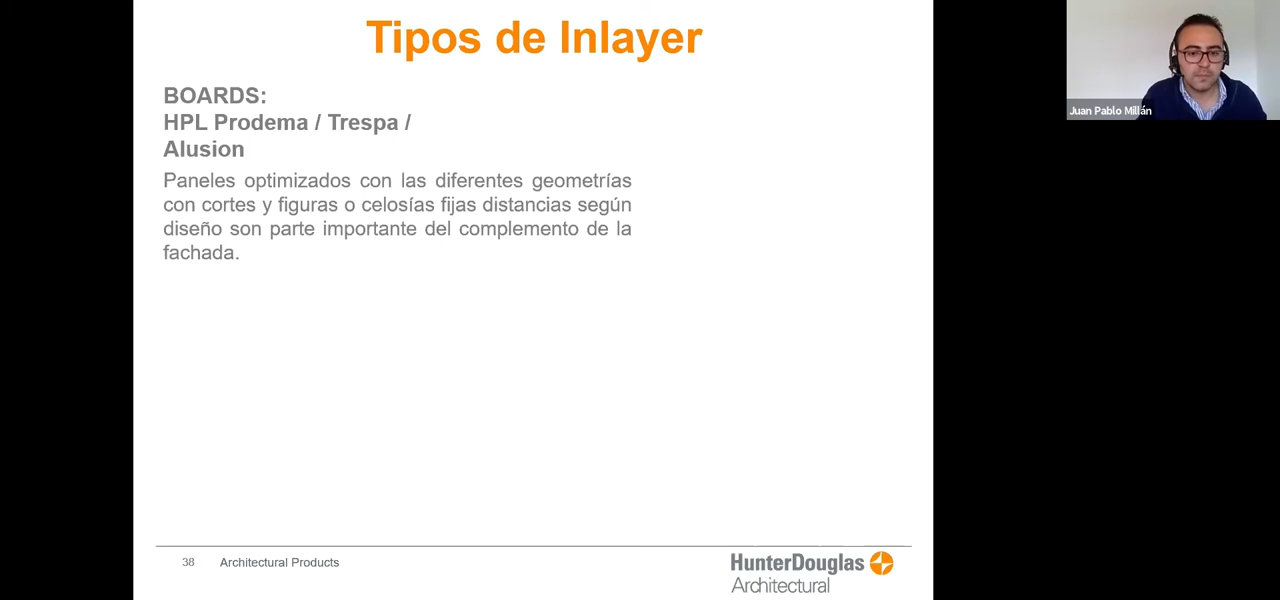 Tipos de Inlayer
BOARDS:
HPL Prodema / Trespa /
Alusion
Paneles optimizados con las diferentes geometrías
con cortes y figuras o celosías fijas distancias según
diseño son parte importante del complemento de la
fachada.
38 Architectural Products
HunterDouglas
Architectural
Juan Pablo Millán